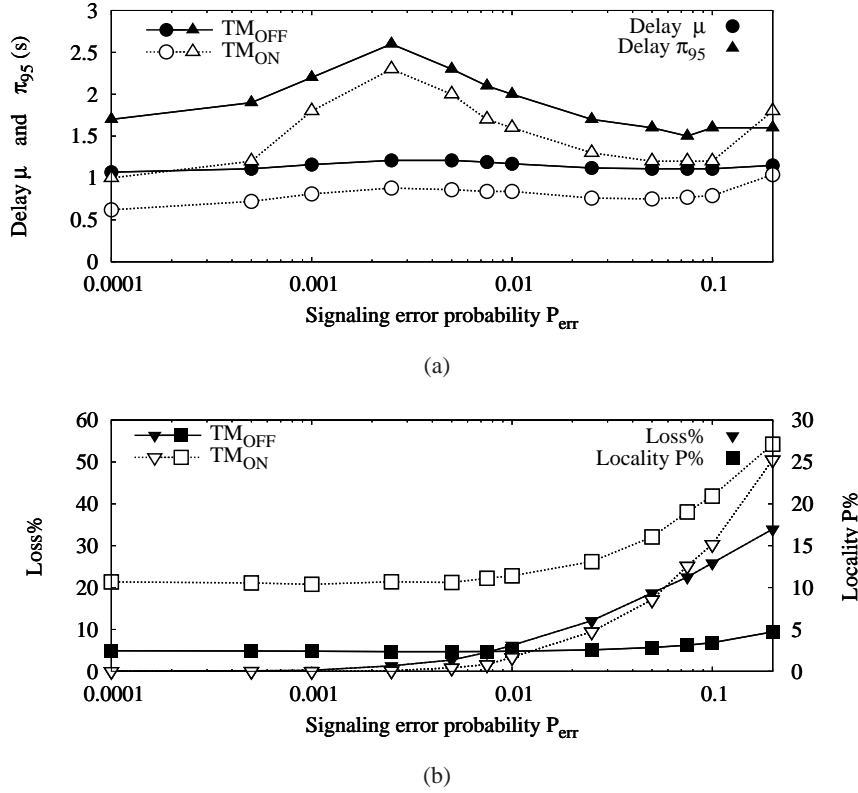 Delay μ and π95 (s)
3
2.5
2
1.5
1
0.5
0
TMOFF
TMON
Delay μ
Delay π95
0.0001
0.001
0.01
0.1
Signaling error probability Perr
(a)
Loss%
60
50
40
30
20
10
0
TMOFF
TMON
Loss%
Locality P%
30
25
20
15
10
5
0
Locality P%
0.0001
0.001
0.01
0.1
Signaling error probability Perr
(b)